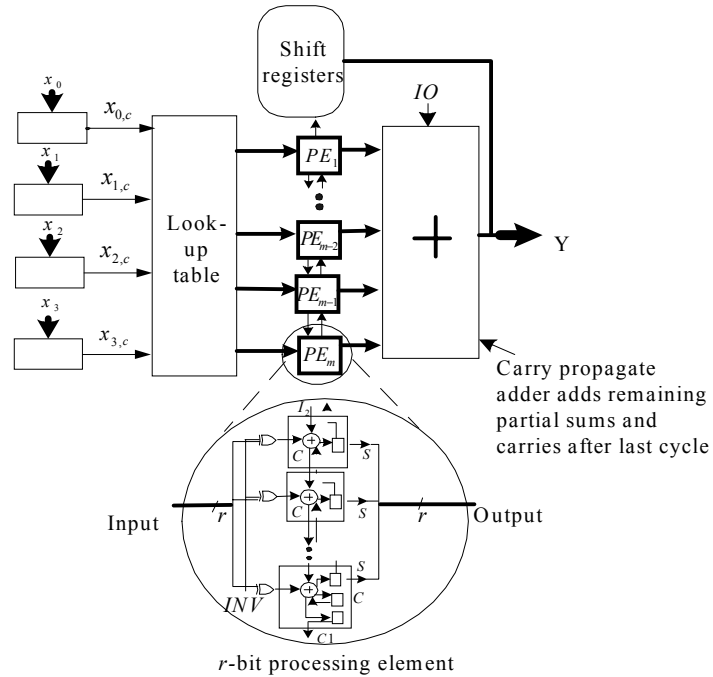 Shift
registers
x₀
x₀,c
x₁
x₁,c
x₂
x₂,c
x₃
x₃,c
Look-
up
table
PE₁
PEₘ₋₂
PEₘ₋₁
PEₘ
IO
+
Y
Carry propagate
adder adds remaining
partial sums and
carries after last cycle
I₂
C
S
C
S
S
C
C1
Input
r
INV
r
Output
r-bit processing element